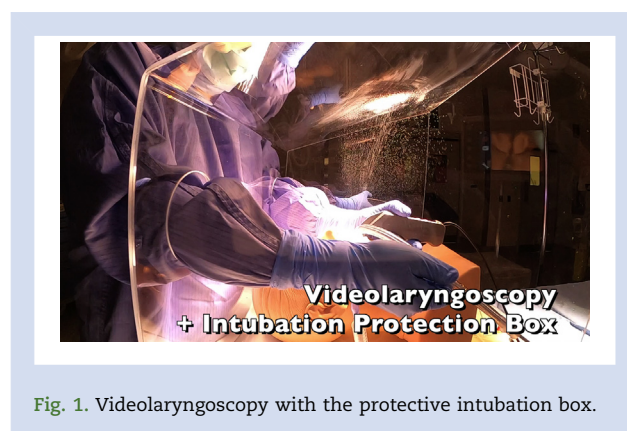 Videolaryngoscopy
+ Intubation Protection Box
Fig. 1. Videolaryngoscopy with the protective intubation box.